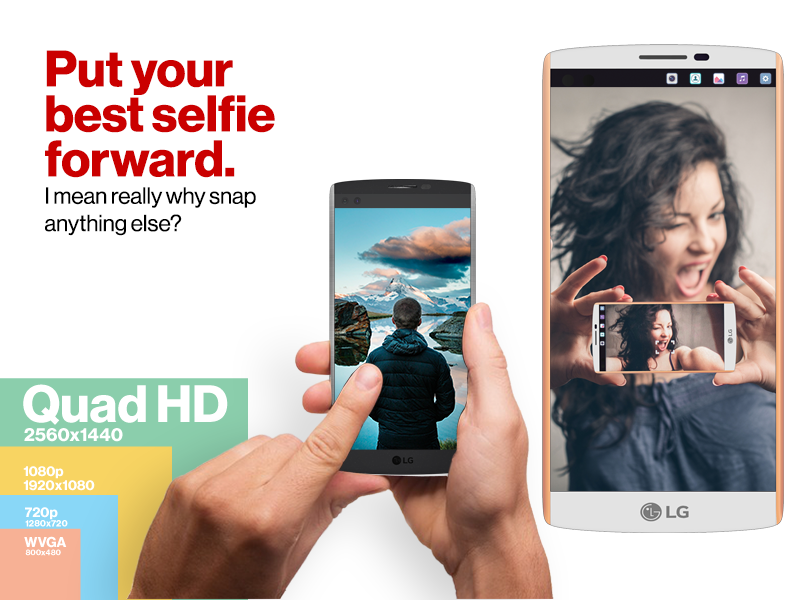 Put your
best selfie
forward.
I mean really why snap
anything else?
Quad HD
2560x1440
1080p
1920x1080
720p
1280x720
WVGA
800x480
LG
LG
LG